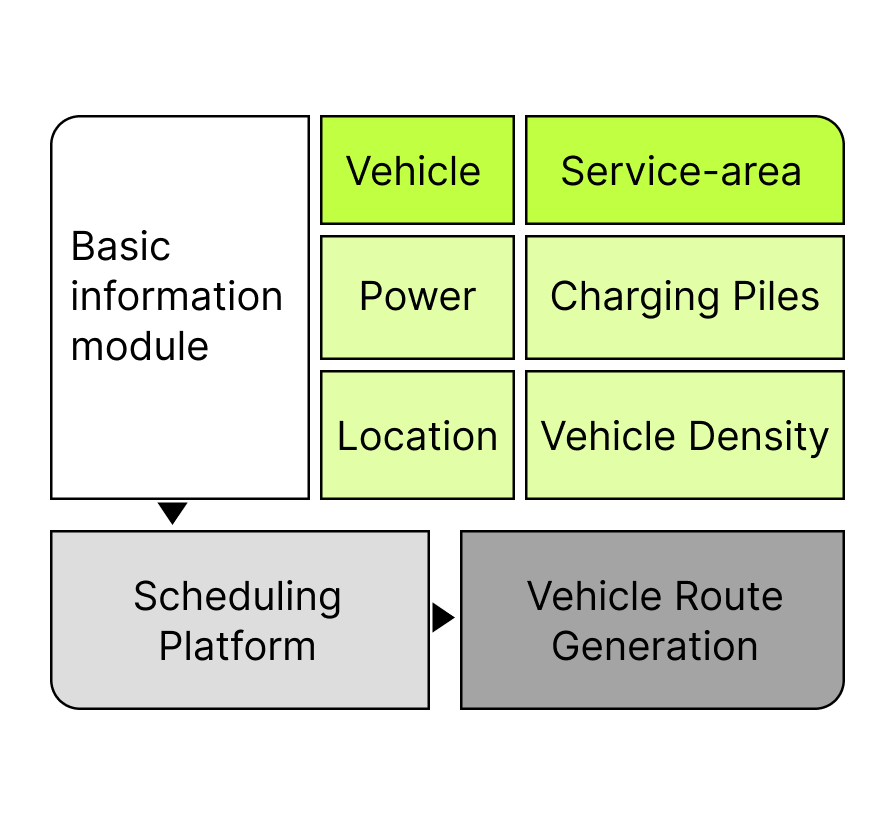 Basic
information
module
Vehicle
Service-area
Power
Charging Piles
Location
Vehicle Density
Scheduling
Platform
Vehicle Route
Generation